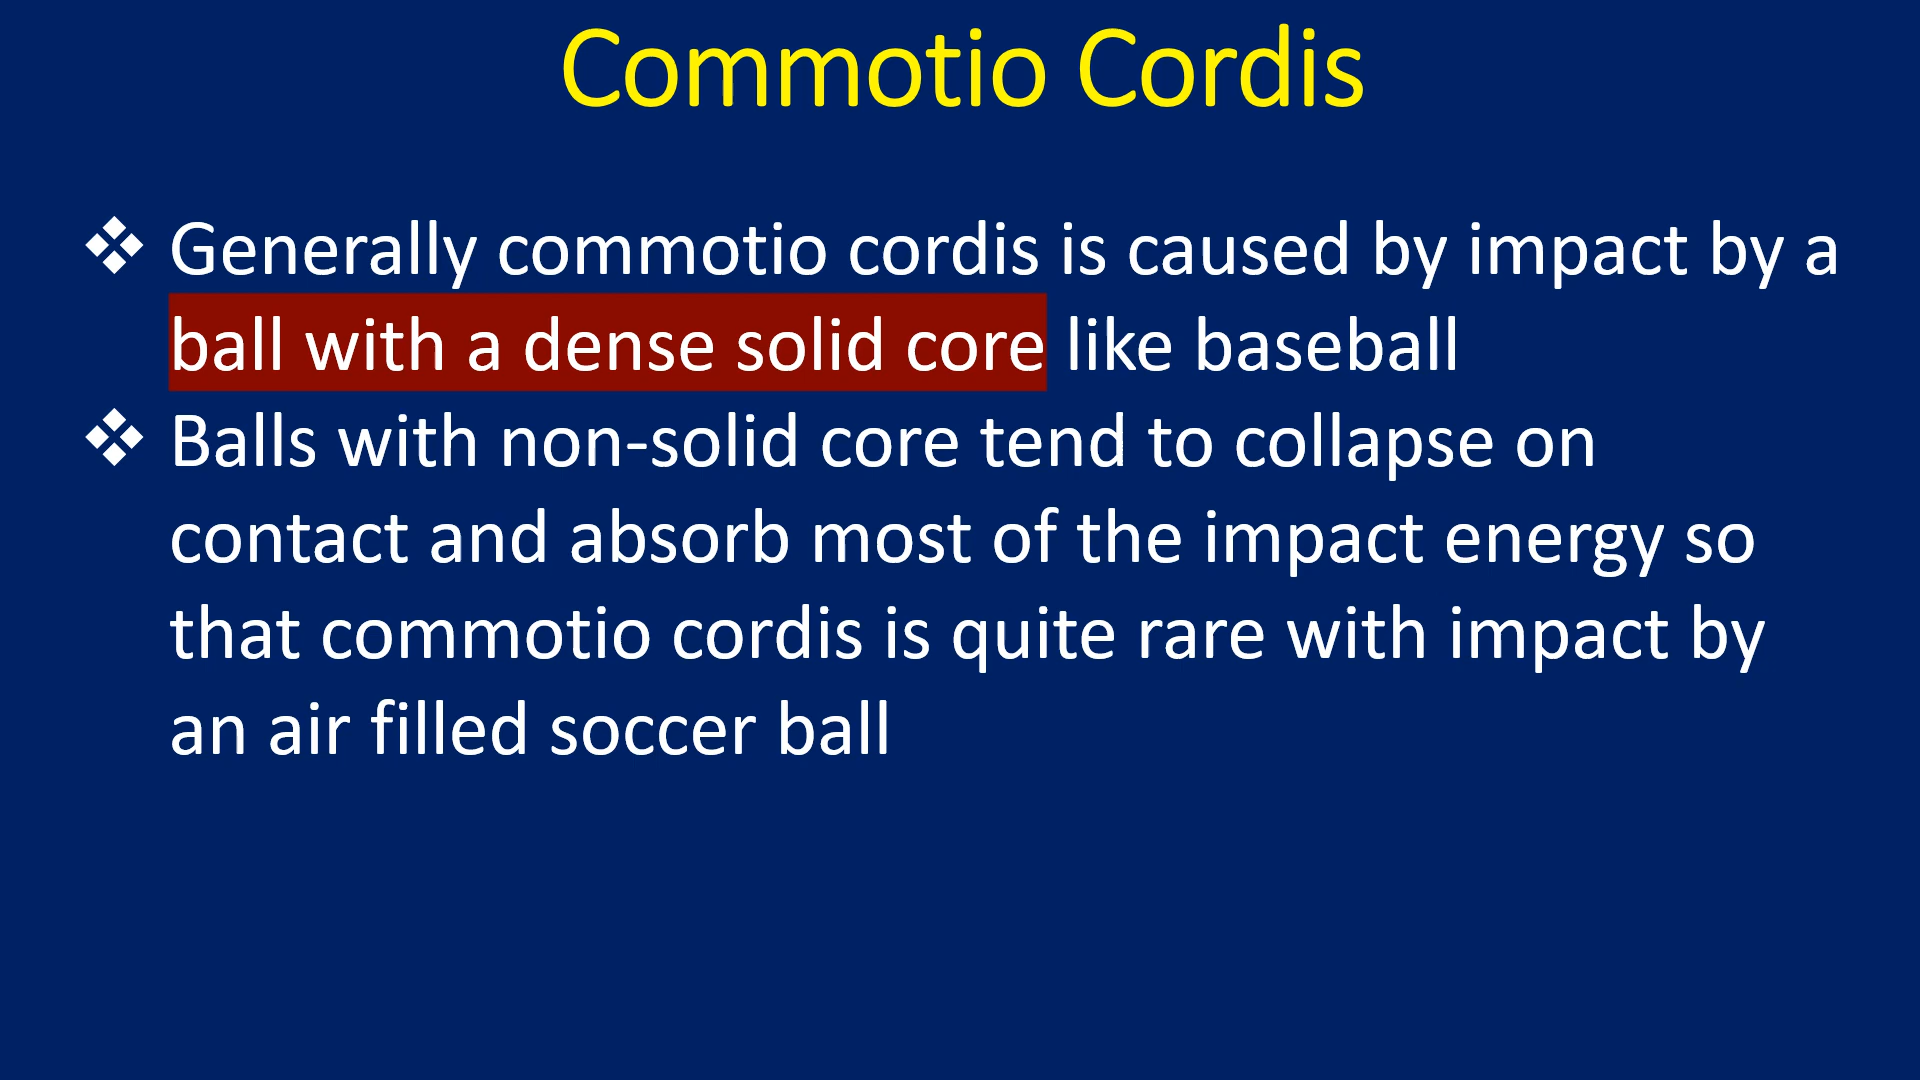 Commotio Cordis
❖ Generally commotio cordis is caused by impact by a
ball with a dense solid core like baseball
❖ Balls with non-solid core tend to collapse on
contact and absorb most of the impact energy so
that commotio cordis is quite rare with impact by
an air filled soccer ball